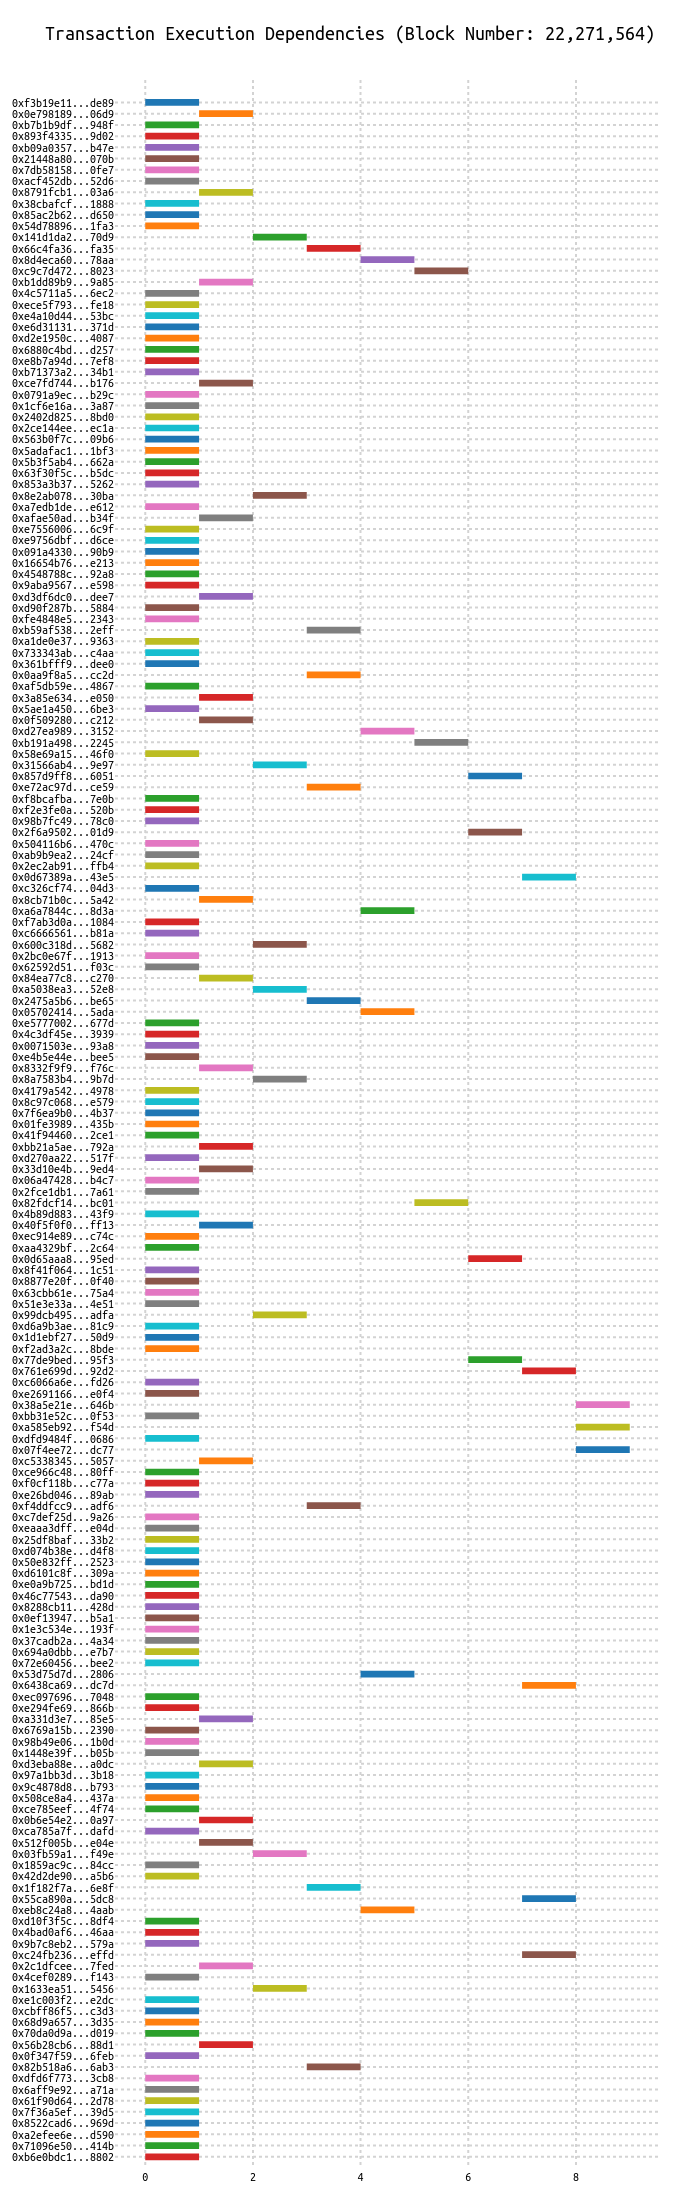 Transaction Execution Dependencies (Block Number: 22,271,564)
0xf3b19e11...de89
0x0e798189...06d9
0xb7b1b9df...948f
0x893f4335...9d02
0xb09a0357...b47e
0x21448a80...070b
0x7db58158...0fe7
0xacf452db...52d6
0x8791fcb1...03a6
0x38cbafcf...1888
0x85ac2b62...d650
0x54d78896...1fa3
0x141d1da2...70d9
0x66c4fa36...fa35
0x8d4eca60...78aa
0xc9c7d472...8023
0xb1dd89b9...9a85
0x4c5711a5...6ec2
0xece5f793...fe18
0xe4a10d44...53bc
0xe6d31131...371d
0xd2e1950c...4087
0x6880c4bd...d257
0xe8b7a94d...7ef8
0xb71373a2...34b1
0xce7fd744...b176
0x0791a9ec...b29c
0x1cf6e16a...3a87
0x2402d825...8bd0
0x2ce144ee...ec1a
0x563b0f7c...09b6
0x5adafac1...1bf3
0x5b3f5ab4...662a
0x63f30f5c...b5dc
0x853a3b37...5262
0x8e2ab078...30ba
0xa7edb1de...e612
0xafae50ad...b34f
0xe7556006...6c9f
0xe9756dbf...d6ce
0x091a4330...90b9
0x16654b76...e213
0x4548788c...92a8
0x9aba9567...e598
0xd3df6dc0...dee7
0xd90f287b...5884
0xfe4848e5...2343
0xb59af538...2eff
0xa1de0e37...9363
0x733343ab...c4aa
0x361bfff9...dee0
0x0aa9f8a5...cc2d
0xaf5db59e...4867
0x3a85e634...e050
0x5ae1a450...6be3
0x0f509280...c212
0xd27ea989...3152
0xb191a498...2245
0x58e69a15...46f0
0x31566ab4...9e97
0x857d9ff8...6051
0xe72ac97d...ce59
0xf8bcafba...7e0b
0xf2e3fe0a...520b
0x98b7fc49...78c0
0x2f6a9502...01d9
0x504116b6...470c
0xab9b9ea2...24cf
0x2ec2ab91...ffb4
0x0d67389a...43e5
0xc326cf74...04d3
0x8cb71b0c...5a42
0xa6a7844c...8d3a
0xf7ab3d0a...1084
0xc6666561...b81a
0x600c318d...5682
0x2bc0e67f...1913
0x62592d51...f03c
0x84ea77c8...c270
0xa5038ea3...52e8
0x2475a5b6...be65
0x05702414...5ada
0xe5777002...677d
0x4c3df45e...3939
0x0071503e...93a8
0xe4b5e44e...bee5
0x8332f9f9...f76c
0x8a7583b4...9b7d
0x4179a542...4978
0x8c97c068...e579
0x7f6ea9b0...4b37
0x01fe3989...435b
0x41f94460...2ce1
0xbb21a5ae...792a
0xd270aa22...517f
0x33d10e4b...9ed4
0x06a47428...b4c7
0x2fce1db1...7a61
0x82fdcf14...bc01
0x4b89d883...43f9
0x40f5f0f0...ff13
0xec914e89...c74c
0xaa4329bf...2c64
0x0d65aaa8...95ed
0x8f41f064...1c51
0x8877e20f...0f40
0x63cbb61e...75a4
0x51e3e33a...4e51
0x99dcb495...adfa
0xd6a9b3ae...81c9
0x1d1ebf27...50d9
0xf2ad3a2c...8bde
0x77de9bed...95f3
0x761e699d...92d2
0xc6066a6e...fd26
0xe2691166...e0f4
0x38a5e21e...646b
0xbb31e52c...0f53
0xa585eb92...f54d
0xdfd9484f...0686
0x07f4ee72...dc77
0xc5338345...5057
0xce966c48...80ff
0xf0cf118b...c77a
0xe26bd046...89ab
0xf4ddfcc9...adf6
0xc7def25d...9a26
0xeaaa3dff...e04d
0x25df8baf...33b2
0xd074b38e...d4f8
0x50e832ff...2523
0xd6101c8f...309a
0xe0a9b725...bd1d
0x46c77543...da90
0x8288cb11...428d
0x0ef13947...b5a1
0x1e3c534e...193f
0x37cadb2a...4a34
0x694a0dbb...e7b7
0x72e60456...bee2
0x53d75d7d...2806
0x6438ca69...dc7d
0xec097696...7048
0xe294fe69...866b
0xa331d3e7...85e5
0x6769a15b...2390
0x98b49e06...1b0d
0x1448e39f...b05b
0xd3eba88e...a0dc
0x97a1bb3d...3b18
0x9c4878d8...b793
0x508ce8a4...437a
0xce785eef...4f74
0x0b6e54e2...0a97
0xca785a7f...dafd
0x512f005b...e04e
0x03fb59a1...f49e
0x1859ac9c...84cc
0x42d2de90...a5b6
0x1f182f7a...6e8f
0x55ca890a...5dc8
0xeb8c24a8...4aab
0xd10f3f5c...8df4
0x4bad0af6...46aa
0x9b7c8eb2...579a
0xc24fb236...effd
0x2c1dfcee...7fed
0x4cef0289...f143
0x1633ea51...5456
0xe1c003f2...e2dc
0xcbff86f5...c3d3
0x68d9a657...3d35
0x70da0d9a...d019
0x56b28cb6...88d1
0x0f347f59...6feb
0x82b518a6...6ab3
0xdfd6f773...3cb8
0x6aff9e92...a71a
0x61f90d64...2d78
0x7f36a5ef...39d5
0x8522cad6...969d
0xa2efee6e...d590
0x71096e50...414b
0xb6e0bdc1...8802
0 2 4 6 8